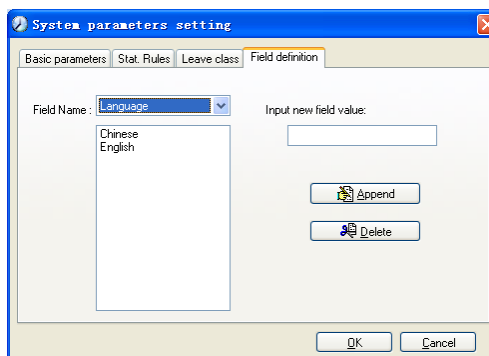 System parameters setting
Basic parameters Stat. Rules Leave class Field definition
Field Name : Language Input new field value:
Chinese
English
Append
Delete
OK Cancel